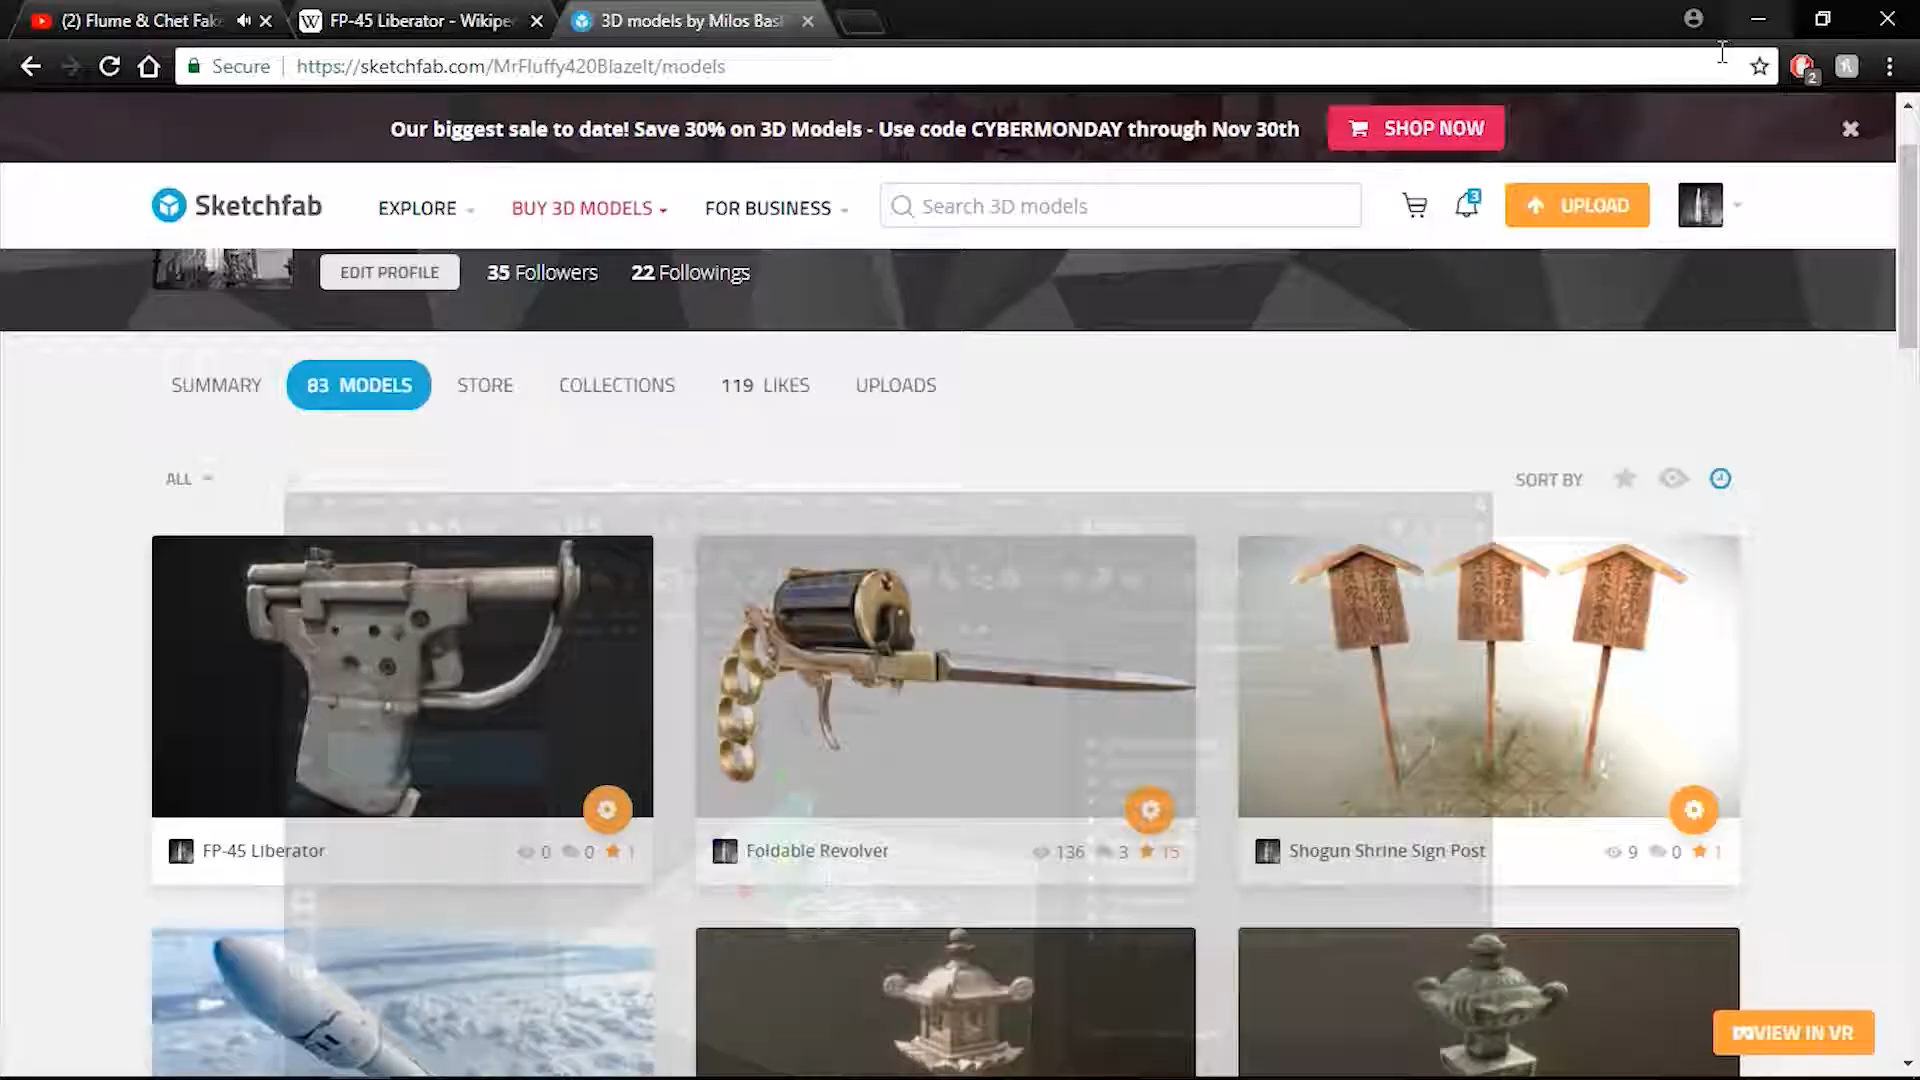 (2) Flume & Chet Fak
FP-45 Liberator - Wikipe
3D models by Milos Bas
Secure
https://sketchfab.com/MrFluffy420BlazeIt/models
2
Our biggest sale to date! Save 30% on 3D Models - Use code CYBERMONDAY through Nov 30th
SHOP NOW
Sketchfab
EXPLORE
BUY 3D MODELS
FOR BUSINESS
Search 3D models
3
UPLOAD
EDIT PROFILE
35 Followers
22 Followings
SUMMARY
83 MODELS
STORE
COLLECTIONS
119 LIKES
UPLOADS
ALL
SORT BY
FP-45 Liberator
0
0
1
Foldable Revolver
136
3
15
Shogun Shrine Sign Post
9
0
1
VIEW IN VR